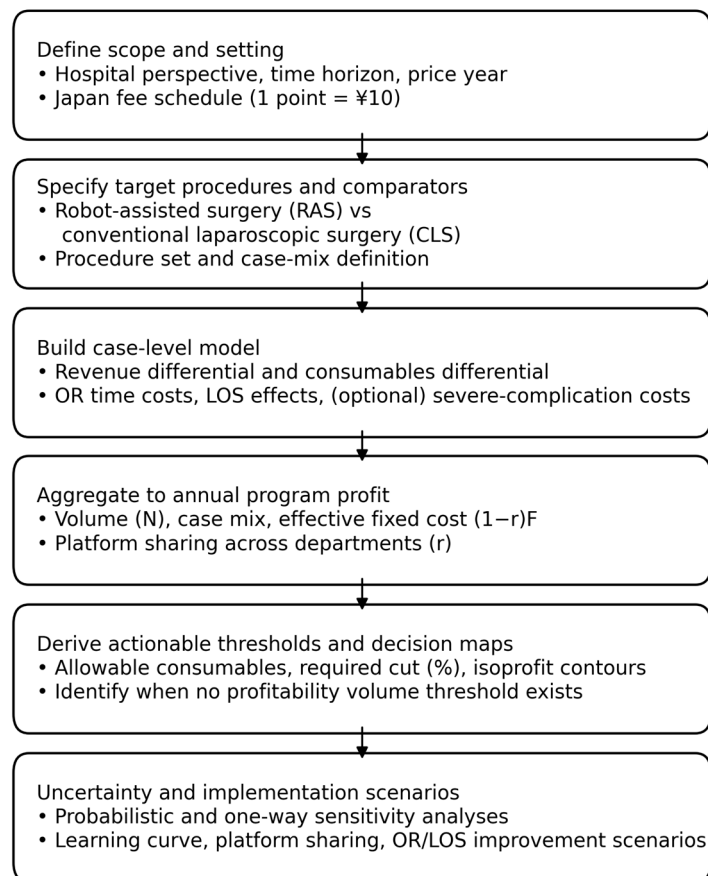 Define scope and setting
• Hospital perspective, time horizon, price year
• Japan fee schedule (1 point = ¥10)
Specify target procedures and comparators
• Robot-assisted surgery (RAS) vs
conventional laparoscopic surgery (CLS)
• Procedure set and case-mix definition
Build case-level model
• Revenue differential and consumables differential
• OR time costs, LOS effects, (optional) severe-complication costs
Aggregate to annual program profit
• Volume (N), case mix, effective fixed cost (1−r)F
• Platform sharing across departments (r)
Derive actionable thresholds and decision maps
• Allowable consumables, required cut (%), isoprofit contours
• Identify when no profitability volume threshold exists
Uncertainty and implementation scenarios
• Probabilistic and one-way sensitivity analyses
• Learning curve, platform sharing, OR/LOS improvement scenarios